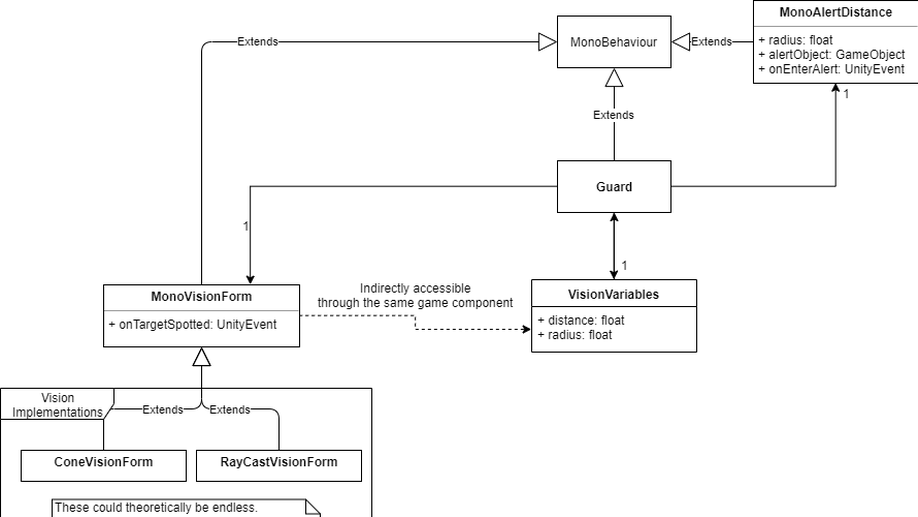 MonoAlertDistance
+ radius: float
+ alertObject: GameObject
+ onEnterAlert: UnityEvent
Extends
MonoBehaviour
Extends
1
Extends
Guard
1
1
MonoVisionForm
+ onTargetSpotted: UnityEvent
Indirectly accessible
through the same game component
VisionVariables
+ distance: float
+ radius: float
Vision
Implementations
Extends
Extends
ConeVisionForm
RayCastVisionForm
These could theoretically be endless.